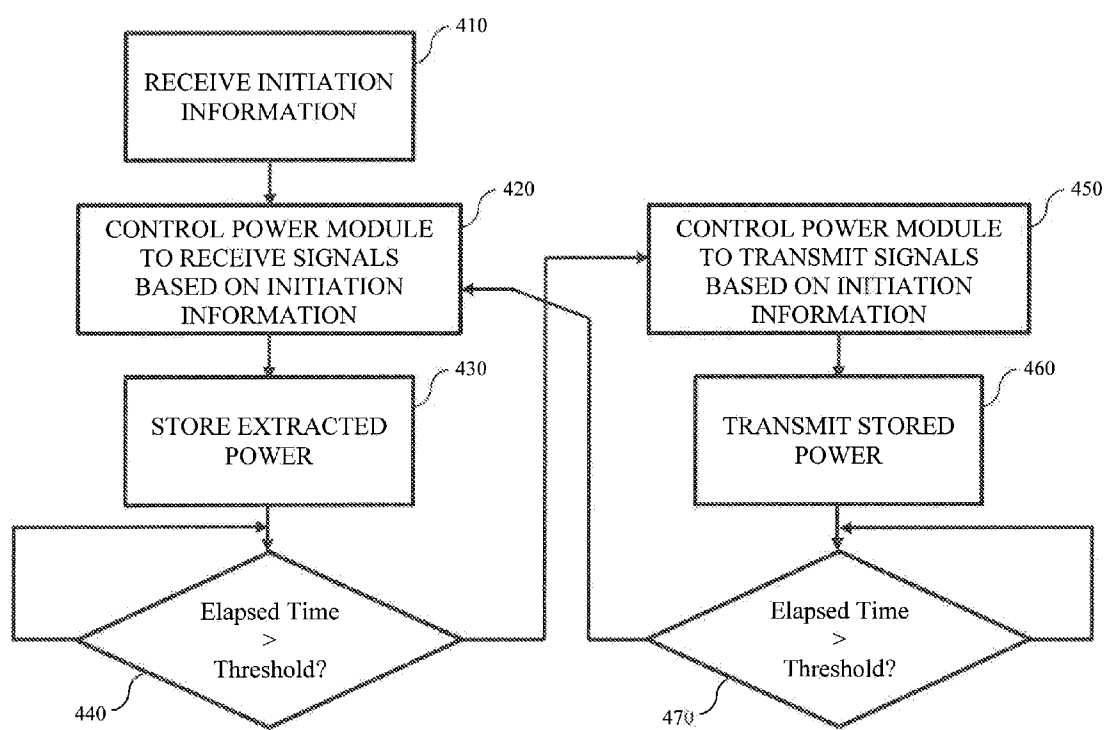 410
RECEIVE INITIATION
INFORMATION
420
CONTROL POWER MODULE
TO RECEIVE SIGNALS
BASED ON INITIATION
INFORMATION
430
STORE EXTRACTED
POWER
Elapsed Time
>
Threshold?
440
450
CONTROL POWER MODULE
TO TRANSMIT SIGNALS
BASED ON INITIATION
INFORMATION
460
TRANSMIT STORED
POWER
Elapsed Time
>
Threshold?
470